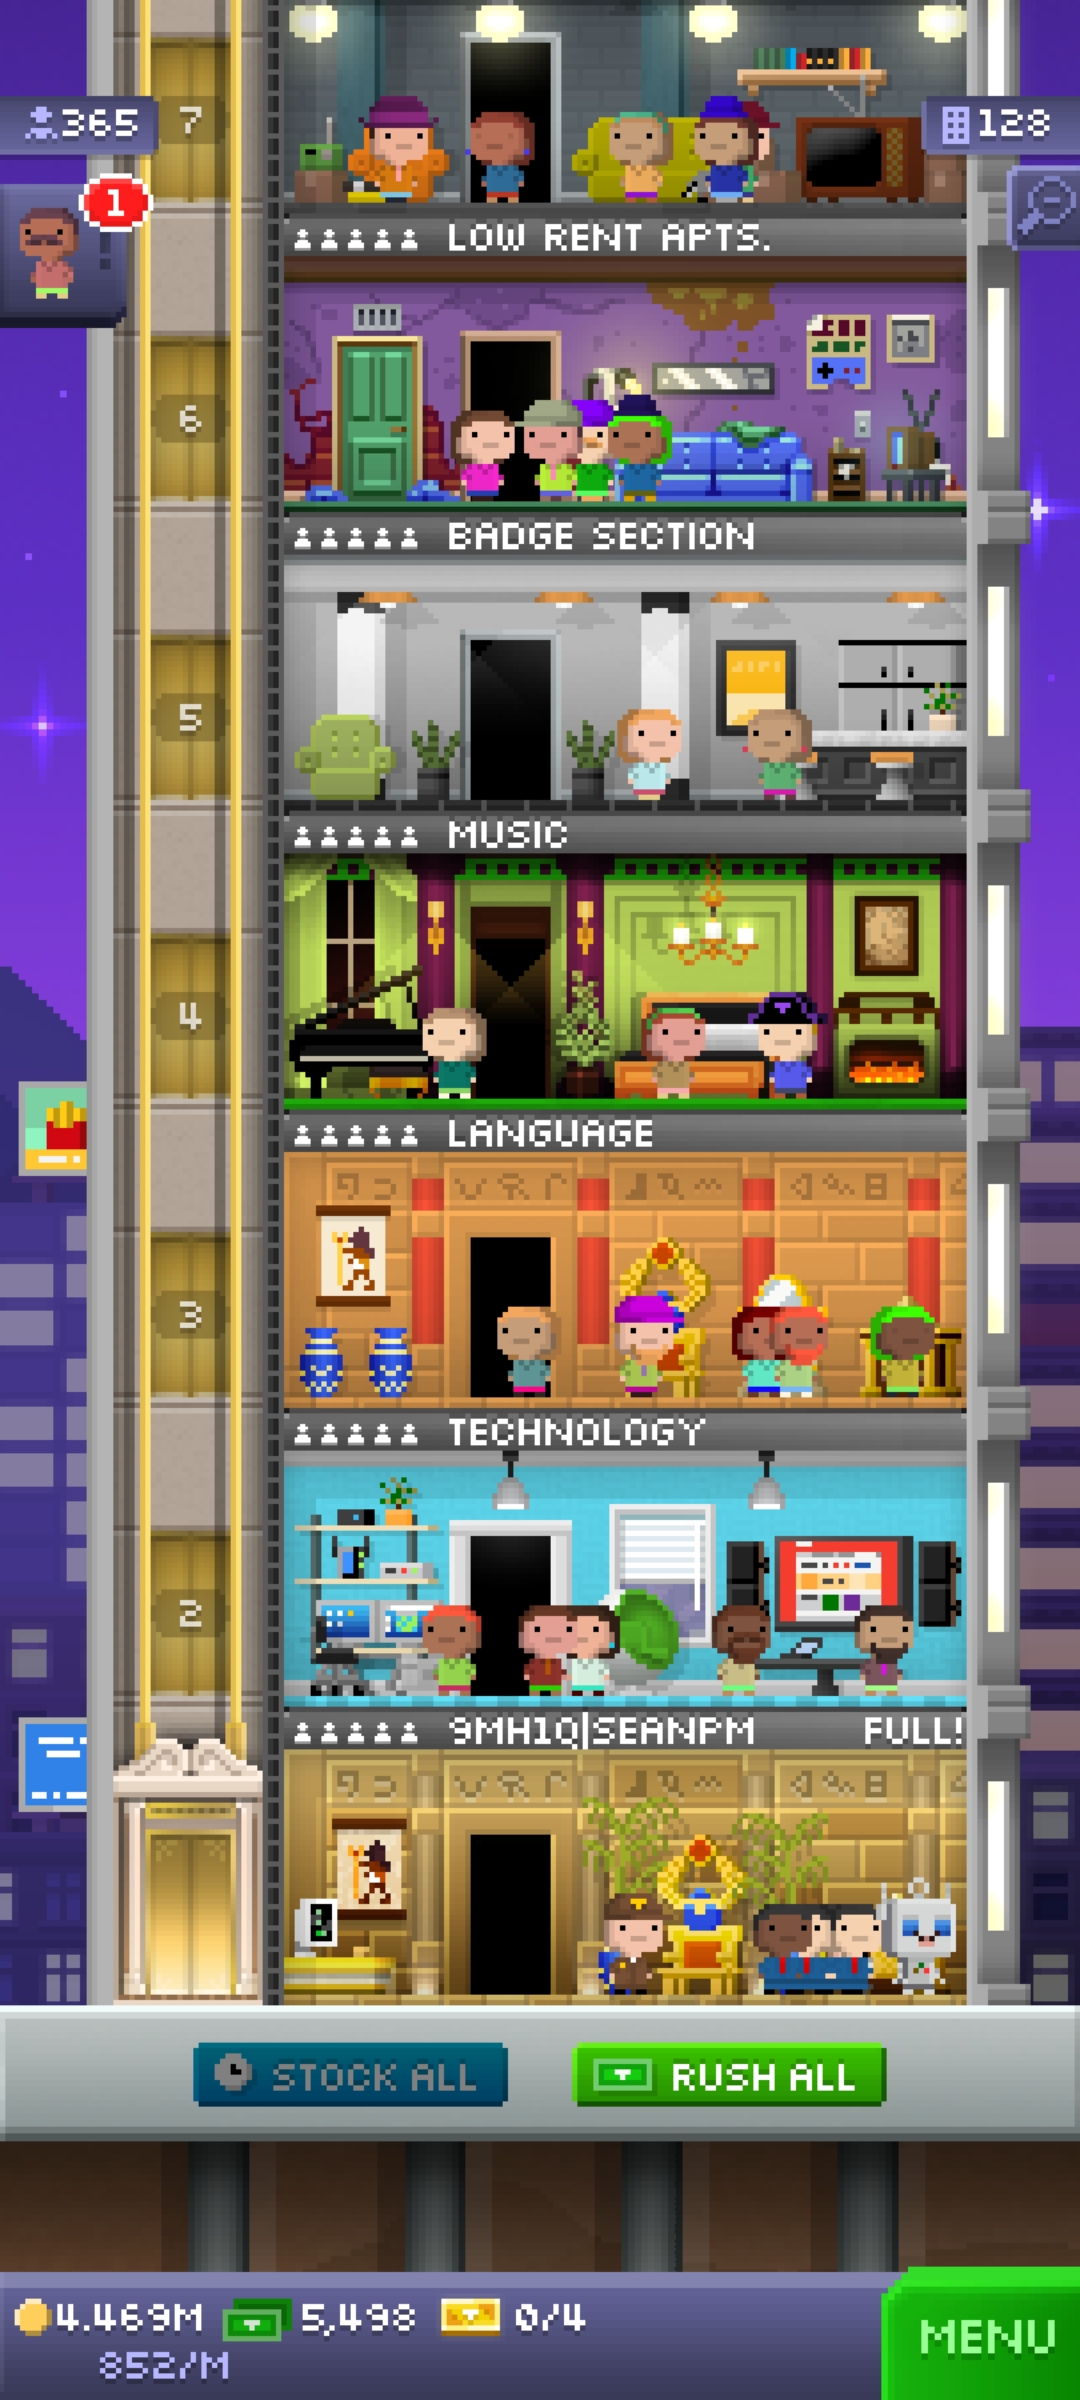 7
365
128
1
LOW RENT APTS.
6
BADGE SECTION
5
MUSIC
4
LANGUAGE
3
TECHNOLOGY
2
9MH1Q|SEANPM FULL!
STOCK ALL
RUSH ALL
4.469M 5,498 0/4
852/M
MENU